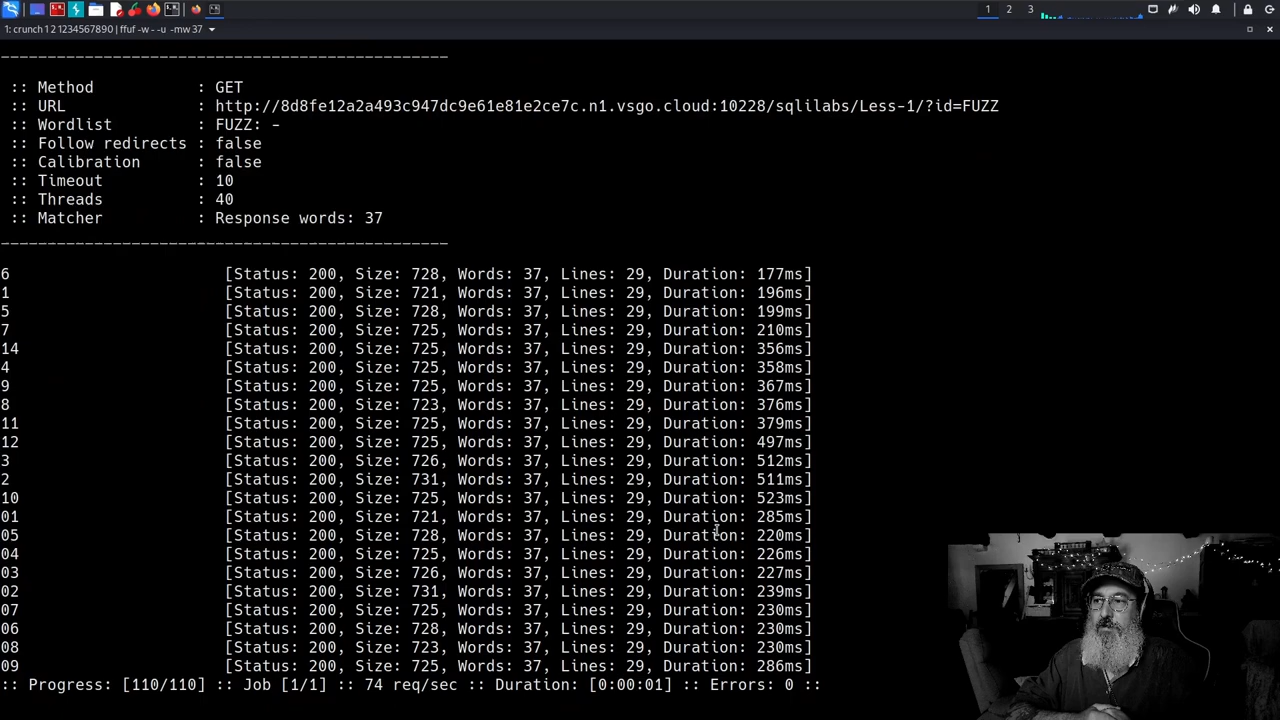 1 2 3
1: crunch 1 2 1234567890 | ffuf -w - -u -mw 37
________________________________________________
:: Method : GET
:: URL : http://8d8fe12a2a493c947dc9e61e81e2ce7c.n1.vsgo.cloud:10228/sqlilabs/Less-1/?id=FUZZ
:: Wordlist : FUZZ: -
:: Follow redirects : false
:: Calibration : false
:: Timeout : 10
:: Threads : 40
:: Matcher : Response words: 37
________________________________________________
6 [Status: 200, Size: 728, Words: 37, Lines: 29, Duration: 177ms]
1 [Status: 200, Size: 721, Words: 37, Lines: 29, Duration: 196ms]
5 [Status: 200, Size: 728, Words: 37, Lines: 29, Duration: 199ms]
7 [Status: 200, Size: 725, Words: 37, Lines: 29, Duration: 210ms]
14 [Status: 200, Size: 725, Words: 37, Lines: 29, Duration: 356ms]
4 [Status: 200, Size: 725, Words: 37, Lines: 29, Duration: 358ms]
9 [Status: 200, Size: 725, Words: 37, Lines: 29, Duration: 367ms]
8 [Status: 200, Size: 723, Words: 37, Lines: 29, Duration: 376ms]
11 [Status: 200, Size: 725, Words: 37, Lines: 29, Duration: 379ms]
12 [Status: 200, Size: 725, Words: 37, Lines: 29, Duration: 497ms]
3 [Status: 200, Size: 726, Words: 37, Lines: 29, Duration: 512ms]
2 [Status: 200, Size: 731, Words: 37, Lines: 29, Duration: 511ms]
10 [Status: 200, Size: 725, Words: 37, Lines: 29, Duration: 523ms]
01 [Status: 200, Size: 721, Words: 37, Lines: 29, Duration: 285ms]
05 [Status: 200, Size: 728, Words: 37, Lines: 29, Duration: 220ms]
04 [Status: 200, Size: 725, Words: 37, Lines: 29, Duration: 226ms]
03 [Status: 200, Size: 726, Words: 37, Lines: 29, Duration: 227ms]
02 [Status: 200, Size: 731, Words: 37, Lines: 29, Duration: 239ms]
07 [Status: 200, Size: 725, Words: 37, Lines: 29, Duration: 230ms]
06 [Status: 200, Size: 728, Words: 37, Lines: 29, Duration: 230ms]
08 [Status: 200, Size: 723, Words: 37, Lines: 29, Duration: 230ms]
09 [Status: 200, Size: 725, Words: 37, Lines: 29, Duration: 286ms]
:: Progress: [110/110] :: Job [1/1] :: 74 req/sec :: Duration: [0:00:01] :: Errors: 0 ::